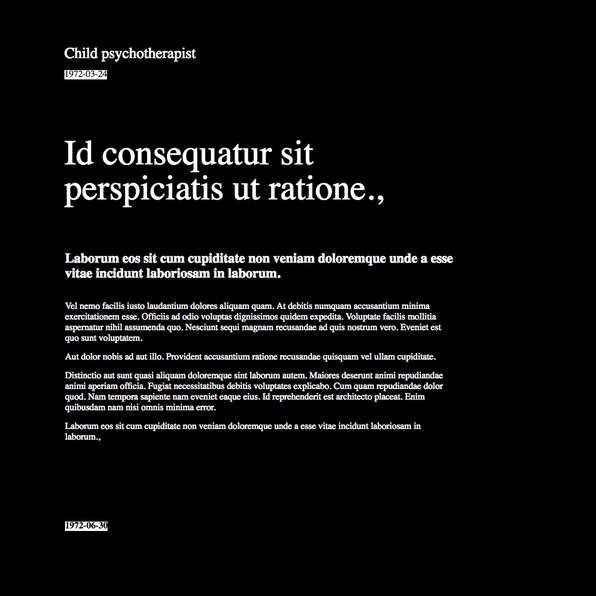 Child psychotherapist
1972-03-24
Id consequatur sit
perspiciatis ut ratione.,
Laborum eos sit cum cupiditate non veniam doloremque unde a esse
vitae incidunt laboriosam in laborum.
Vel nemo facilis iusto laudantium dolores aliquam quam. At debitis numquam accusantium minima
exercitationem esse. Officiis ad odio voluptas dignissimos quidem expedita. Voluptate facilis mollitia
aspernatur nihil assumenda quo. Nesciunt sequi magnam recusandae ad quis nostrum vero. Eveniet est
quo sunt voluptatem.
Aut dolor nobis ad aut illo. Provident accusantium ratione recusandae quisquam vel ullam cupiditate.
Distinctio aut sunt quasi aliquam doloremque sint laborum autem. Maiores deserunt animi repudiandae
animi aperiam officia. Fugiat necessitatibus debitis voluptates explicabo. Cum quam repudiandae dolor
quod. Nam tempora sapiente nam eveniet eaque eius. Id reprehenderit est architecto placeat. Enim
quibusdam nam nisi omnis minima error.
Laborum eos sit cum cupiditate non veniam doloremque unde a esse vitae incidunt laboriosam in
laborum.,
1972-06-30